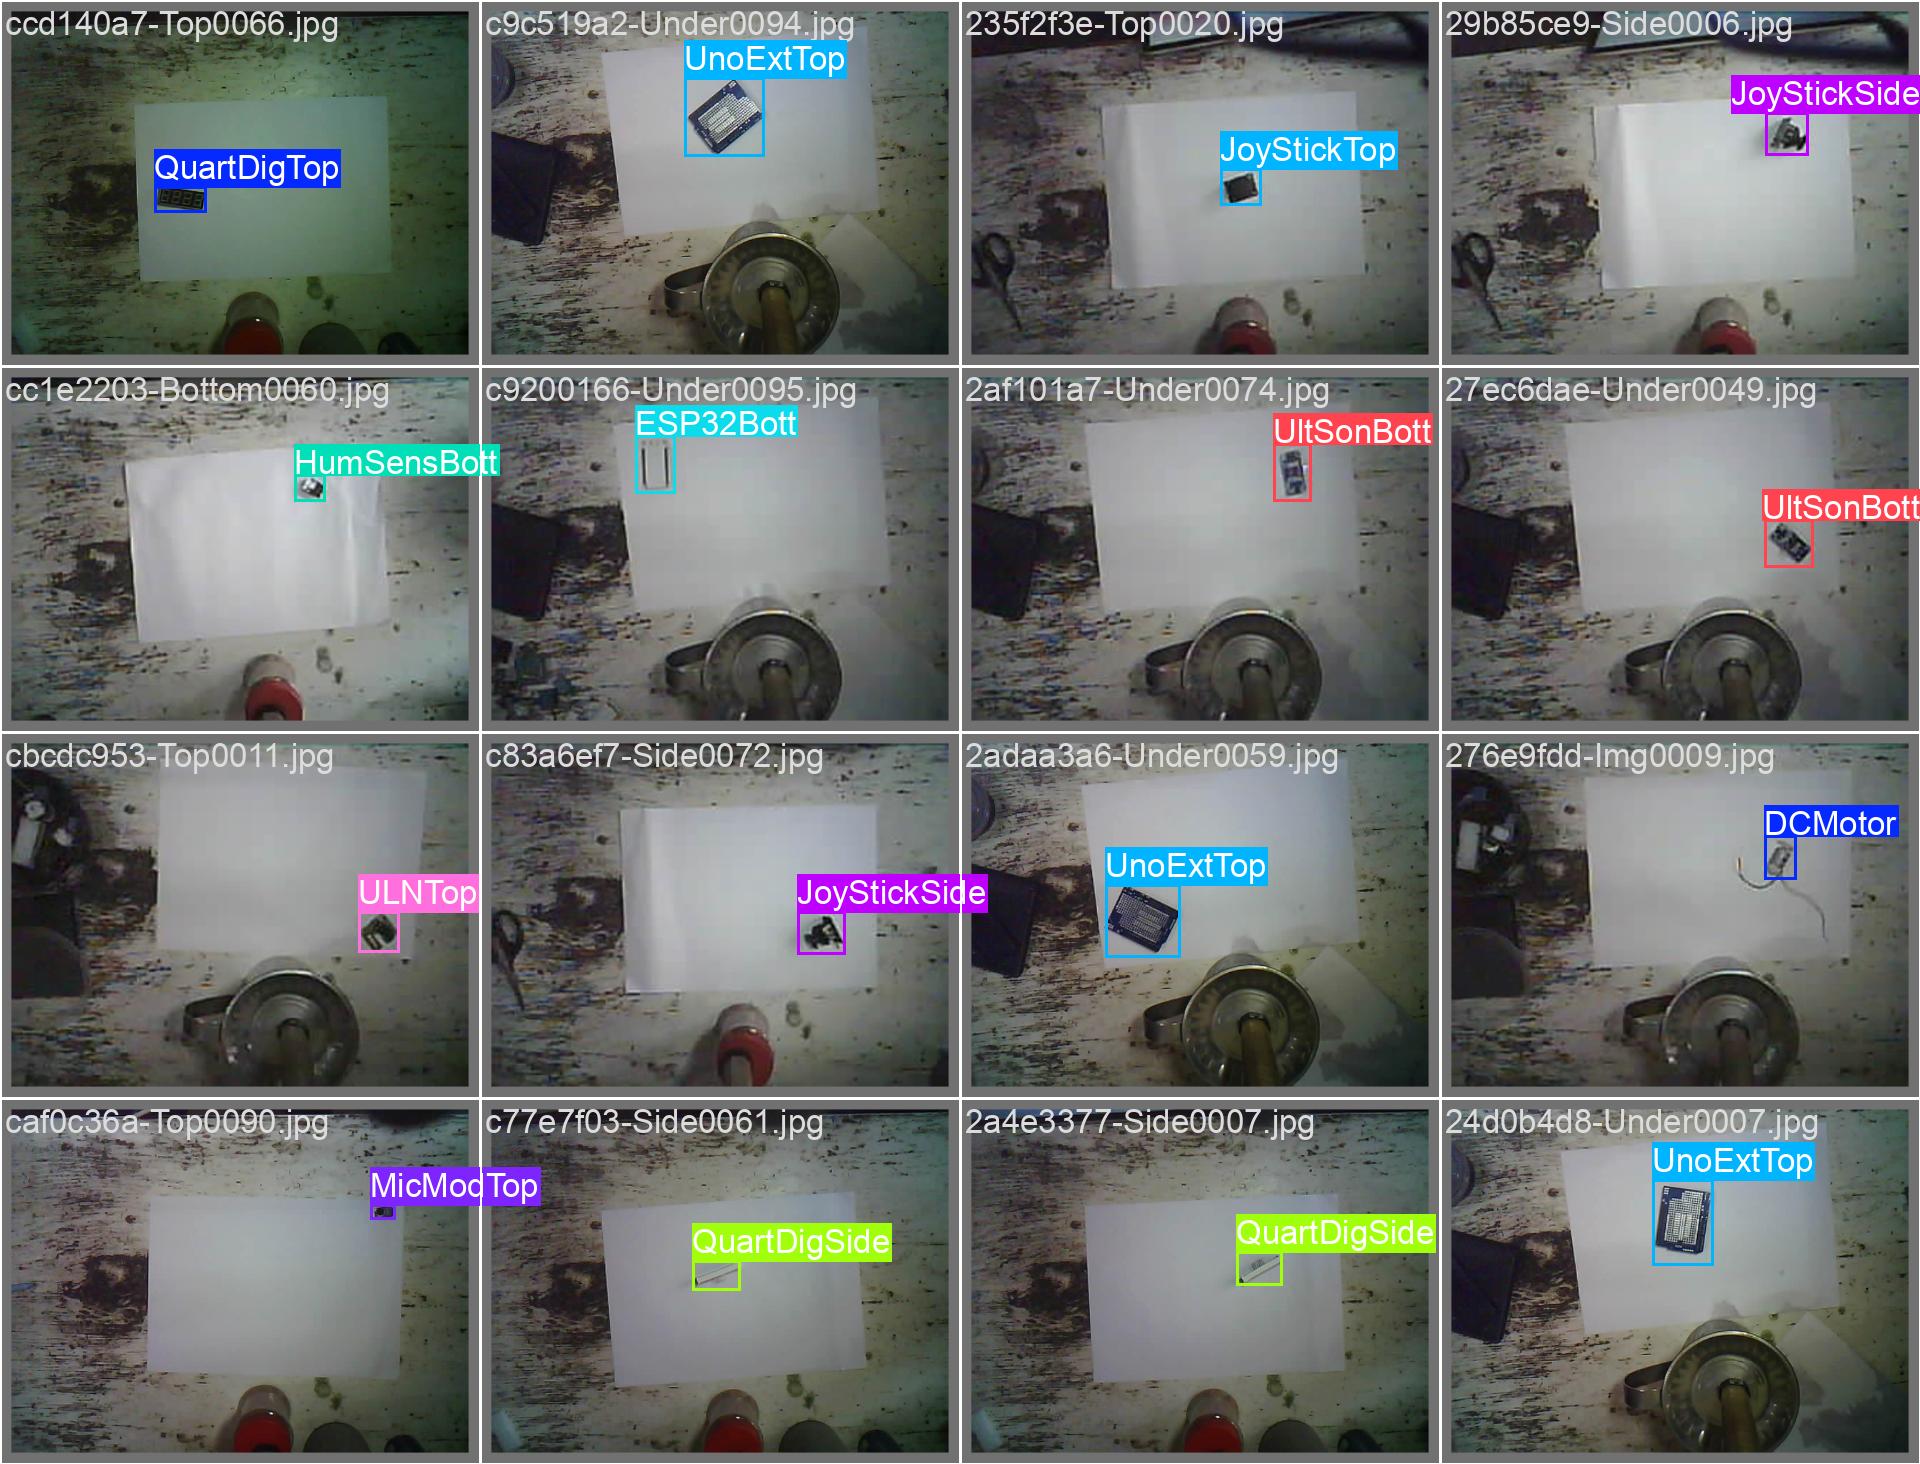 ccd140a7-Top0066.jpg
QuartDigTop
c9c519a2-Under0094.jpg
UnoExtTop
235f2f3e-Top0020.jpg
JoyStickTop
29b85ce9-Side0006.jpg
JoyStickSide
cc1e2203-Bottom0060.jpg
HumSensBott
c9200166-Under0095.jpg
ESP32Bott
2af101a7-Under0074.jpg
UltSonBott
27ec6dae-Under0049.jpg
UltSonBott
cbcdc953-Top0011.jpg
ULNTop
c83a6ef7-Side0072.jpg
JoyStickSide
2adaa3a6-Under0059.jpg
UnoExtTop
276e9fdd-Img0009.jpg
DCMotor
caf0c36a-Top0090.jpg
MicModTop
c77e7f03-Side0061.jpg
QuartDigSide
2a4e3377-Side0007.jpg
QuartDigSide
24d0b4d8-Under0007.jpg
UnoExtTop